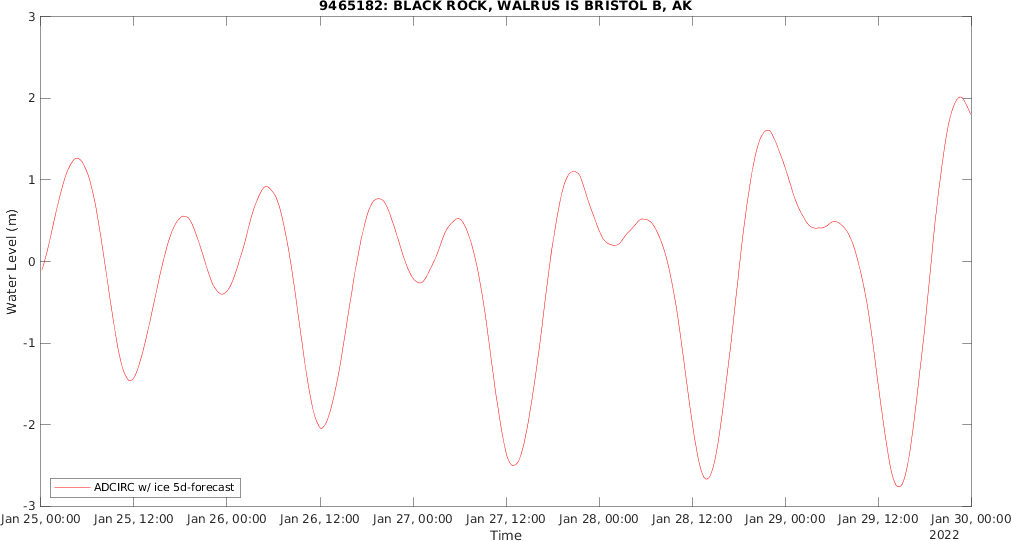 9465182: BLACK ROCK, WALRUS IS BRISTOL B, AK
3
2
1
0
-1
-2
-3
Water Level (m)
ADCIRC w/ ice 5d-forecast
Jan 25, 00:00 Jan 25, 12:00 Jan 26, 00:00 Jan 26, 12:00 Jan 27, 00:00 Jan 27, 12:00 Jan 28, 00:00 Jan 28, 12:00 Jan 29, 00:00 Jan 29, 12:00 Jan 30, 00:00
Time
2022